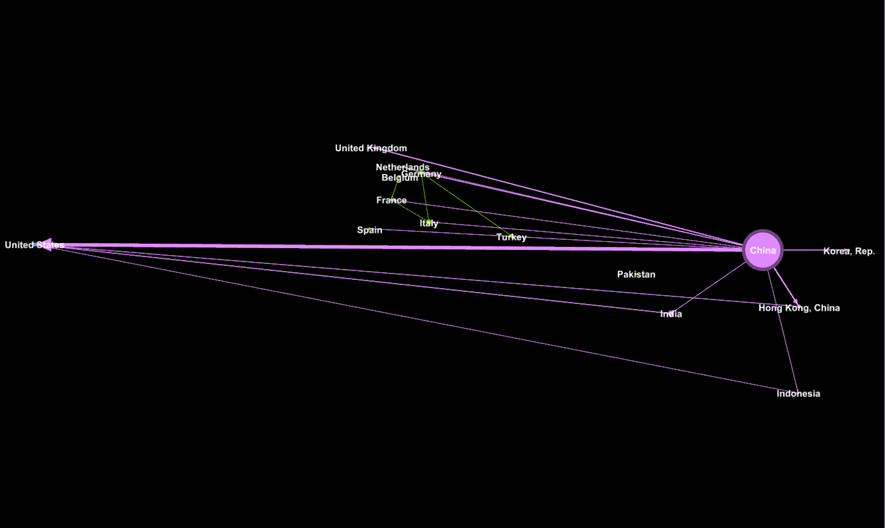 United Kingdom
Netherlands
Germany
Belgium
France
Italy
Spain
Turkey
United States
China
Korea, Rep.
Pakistan
Hong Kong, China
India
Indonesia